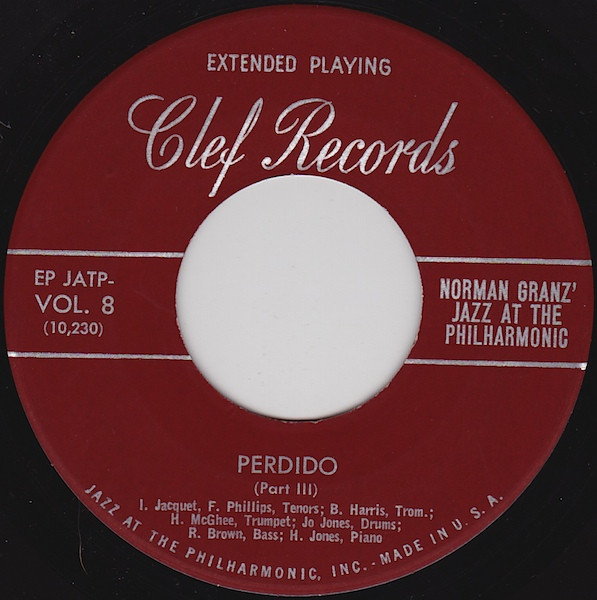 EXTENDED PLAYING
Clef Records
EP JATP-
VOL. 8
(10,230)
NORMAN GRANZ'
JAZZ AT THE
PHILHARMONIC
PERDIDO
(Part III)
I. Jacquet, F. Phillips, Tenors; B. Harris, Trom.;
H. McGhee, Trumpet; Jo Jones, Drums;
R. Brown, Bass; H. Jones, Piano
JAZZ AT THE PHILHARMONIC, INC. - MADE IN U.S.A.